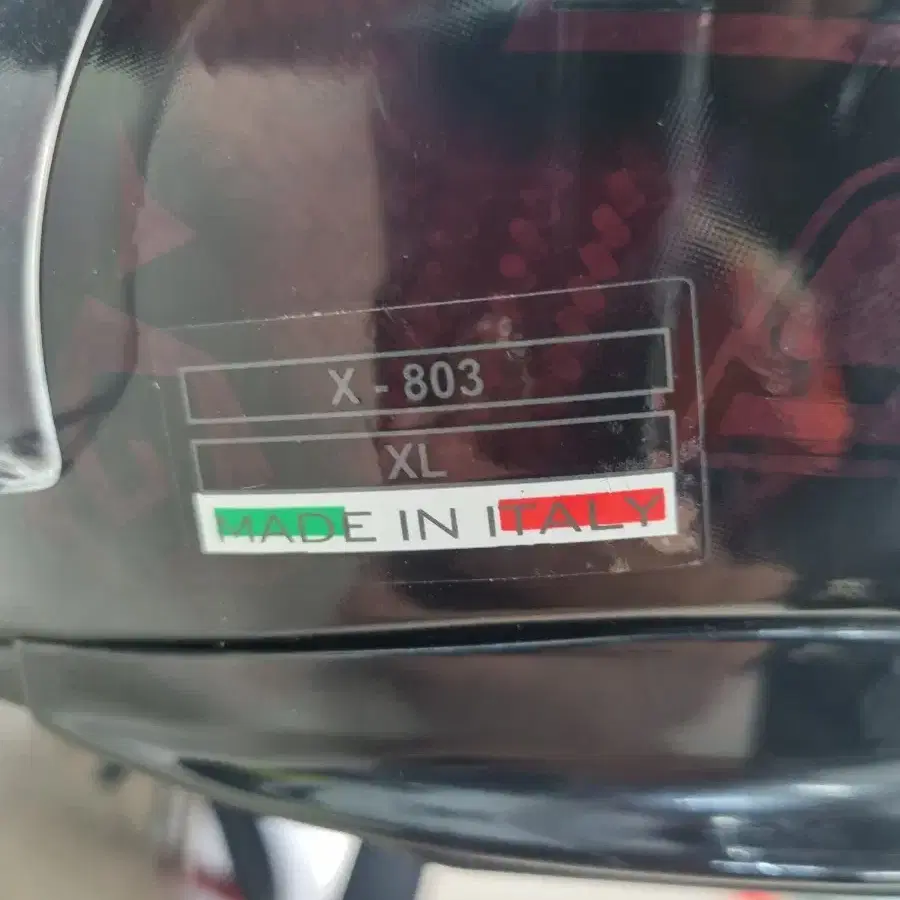 X - 803
XL
MADE IN ITALY